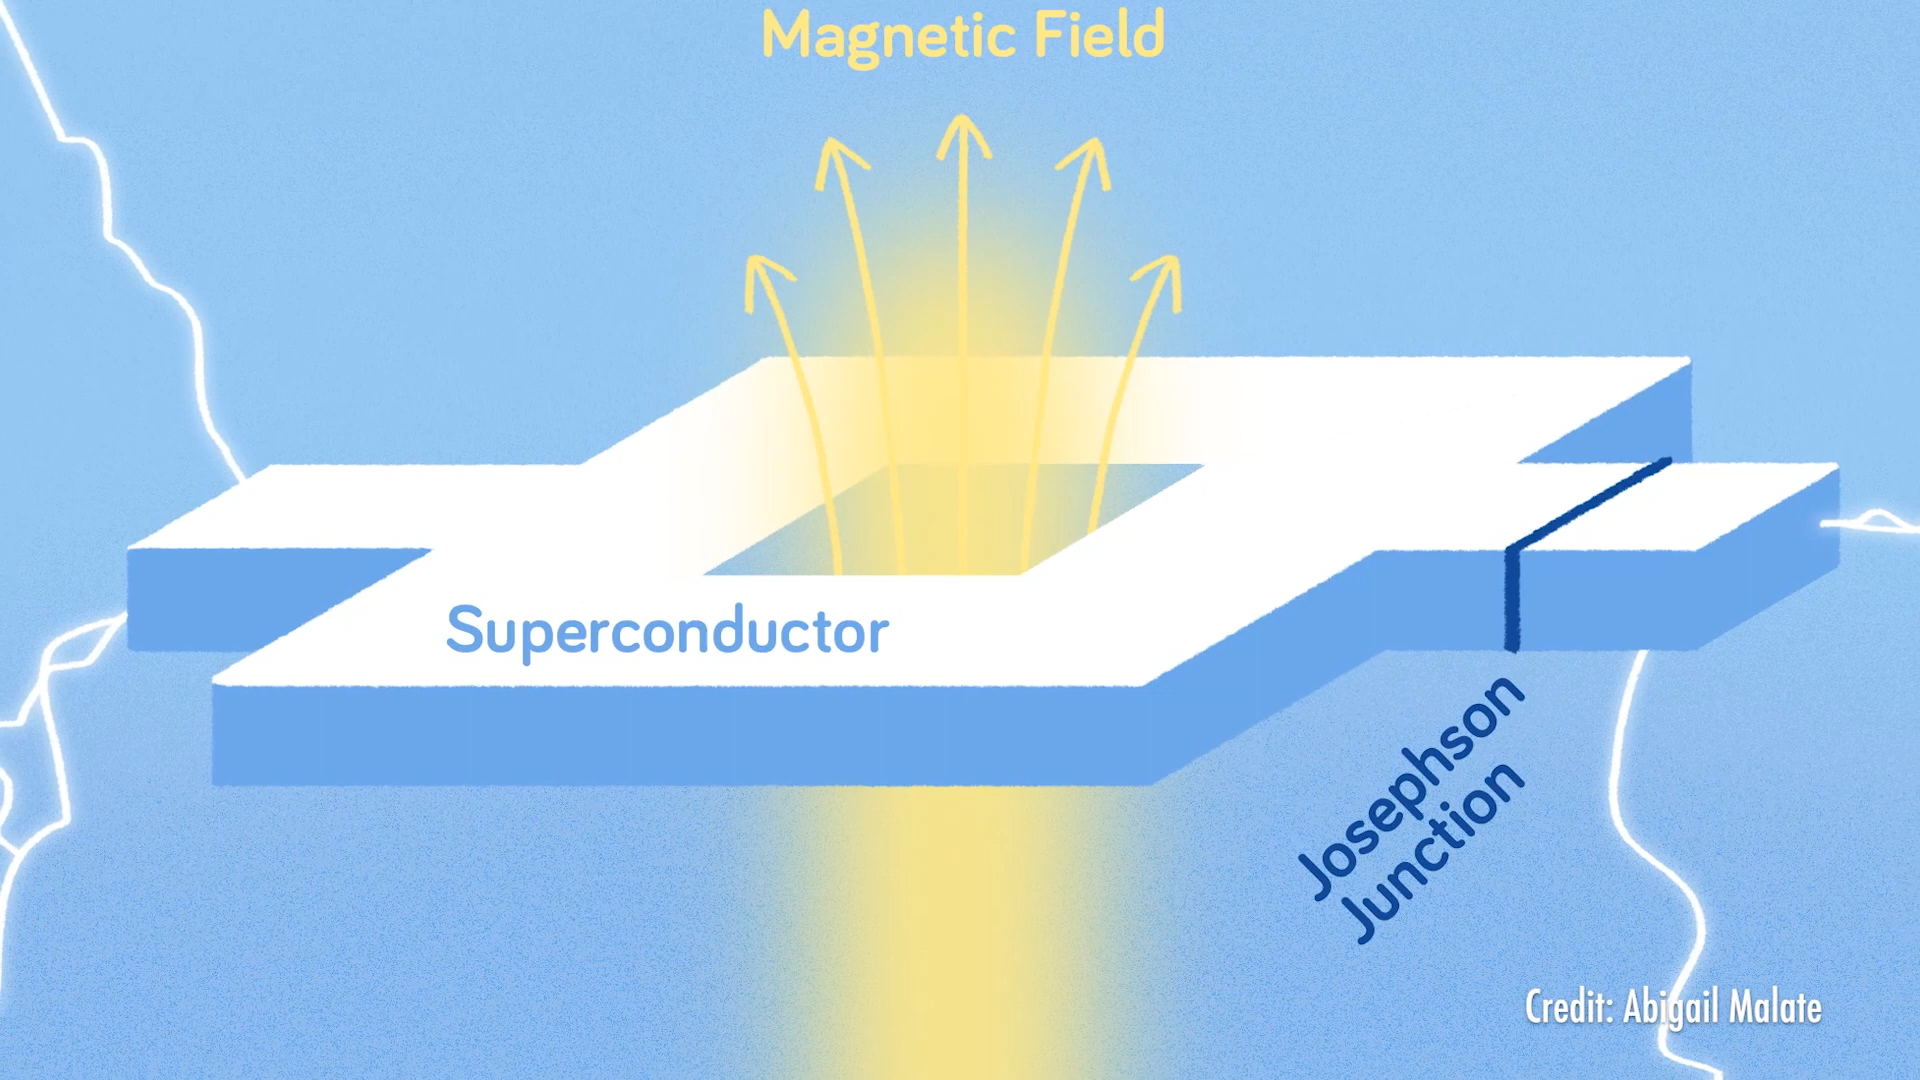 Magnetic Field
Superconductor
Josephson
Junction
Credit: Abigail Malate